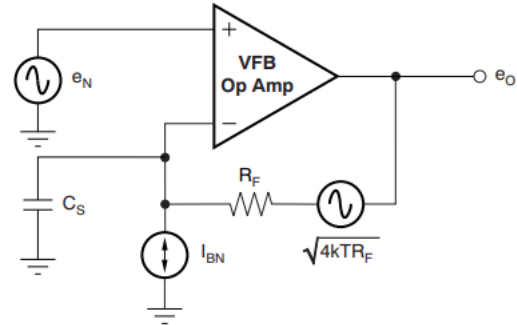 +
VFB
Op Amp
−
e_N
e_O
C_S
R_F
I_BN
√4kTR_F